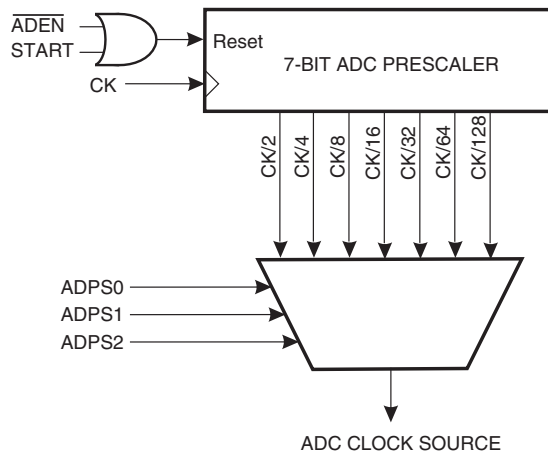 ADEN
START
Reset
7-BIT ADC PRESCALER
CK
CK/2
CK/4
CK/8
CK/16
CK/32
CK/64
CK/128
ADPS0
ADPS1
ADPS2
ADC CLOCK SOURCE